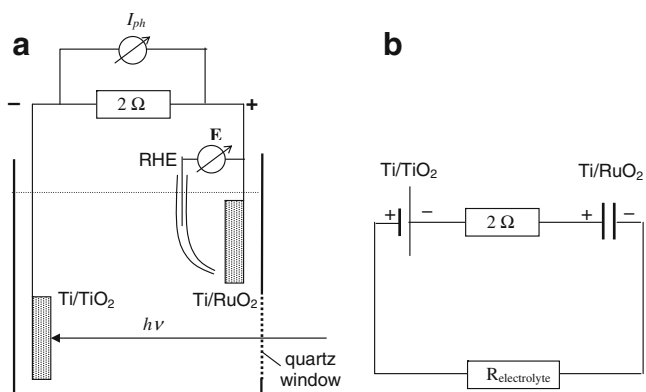 a
I_ph
−
2 Ω
+
E
RHE
Ti/TiO₂
Ti/RuO₂
hν
quartz
window
b
Ti/TiO₂
Ti/RuO₂
+
−
2 Ω
+
−
R_electrolyte